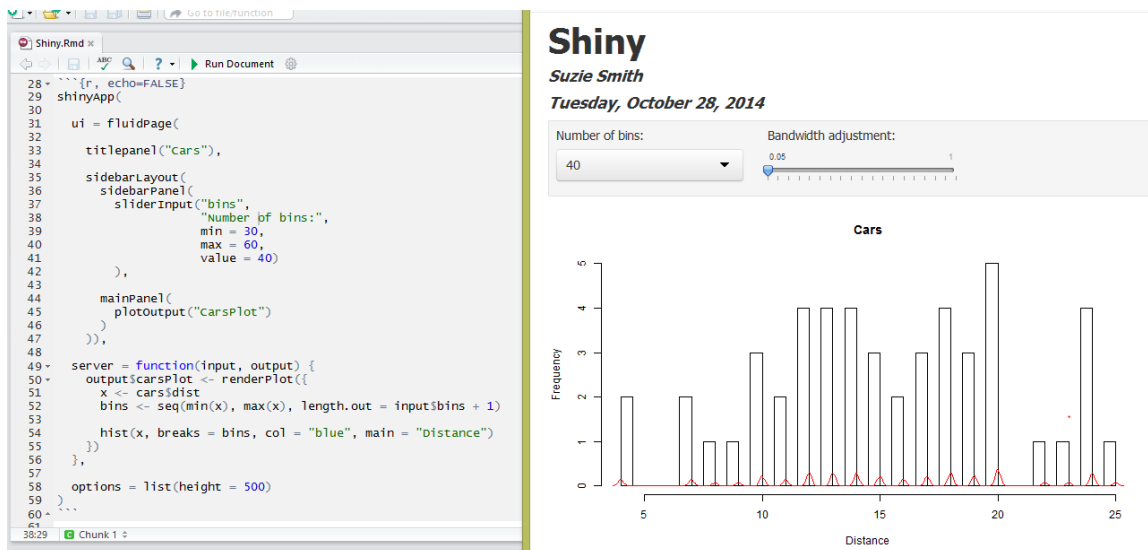 Go to file/function
Shiny.Rmd
ABC
?
Run Document
28 ```{r, echo=FALSE}
29 shinyApp(
30
31 ui = fluidPage(
32
33 titlepanel("Cars"),
34
35 sidebarLayout(
36 sidebarPanel(
37 sliderInput("bins",
38 "Number of bins:",
39 min = 30,
40 max = 60,
41 value = 40)
42 ),
43
44 mainPanel(
45 plotOutput("CarsPlot")
46 )
47 )),
48
49 server = function(input, output) {
50 output$carsPlot <- renderPlot({
51 x <- cars$dist
52 bins <- seq(min(x), max(x), length.out = input$bins + 1)
53
54 hist(x, breaks = bins, col = "blue", main = "Distance")
55 })
56 },
57
58 options = list(height = 500)
59 )
60 ```
61
38:29 C Chunk 1
Shiny
Suzie Smith
Tuesday, October 28, 2014
Number of bins:
40
Bandwidth adjustment:
0.05 1
Cars
Frequency
5
4
3
2
1
0
5 10 15 20 25
Distance